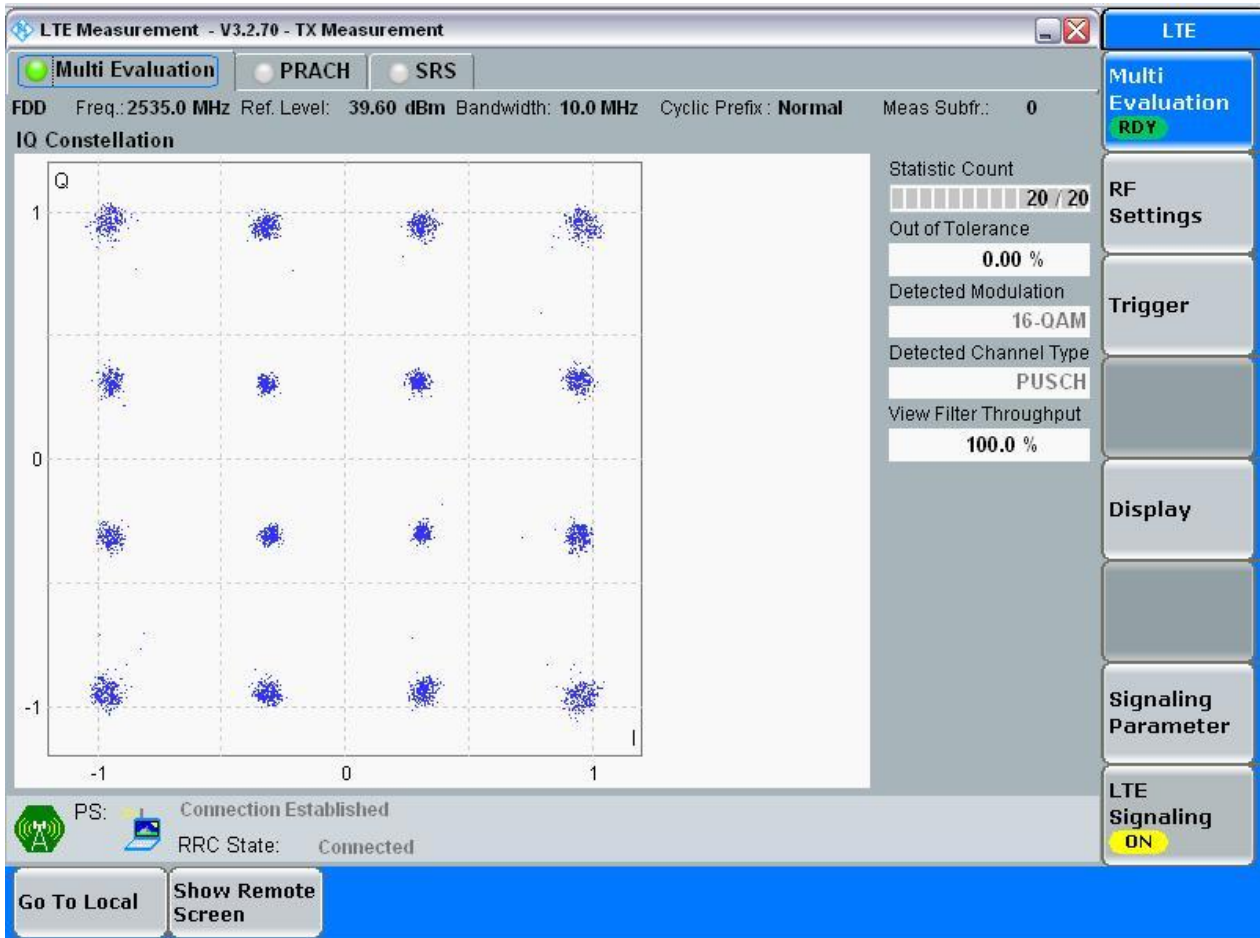 LTE Measurement - V3.2.70 - TX Measurement
LTE
Multi Evaluation PRACH SRS
FDD Freq.: 2535.0 MHz Ref. Level: 39.60 dBm Bandwidth: 10.0 MHz Cyclic Prefix : Normal Meas Subfr.: 0
IQ Constellation
Q
1
0
-1
I
-1 0 1
Statistic Count
20 / 20
Out of Tolerance
0.00 %
Detected Modulation
16-QAM
Detected Channel Type
PUSCH
View Filter Throughput
100.0 %
Multi
Evaluation
RDY
RF
Settings
Trigger
Display
Signaling
Parameter
LTE
Signaling
ON
PS: Connection Established
RRC State: Connected
Go To Local
Show Remote
Screen